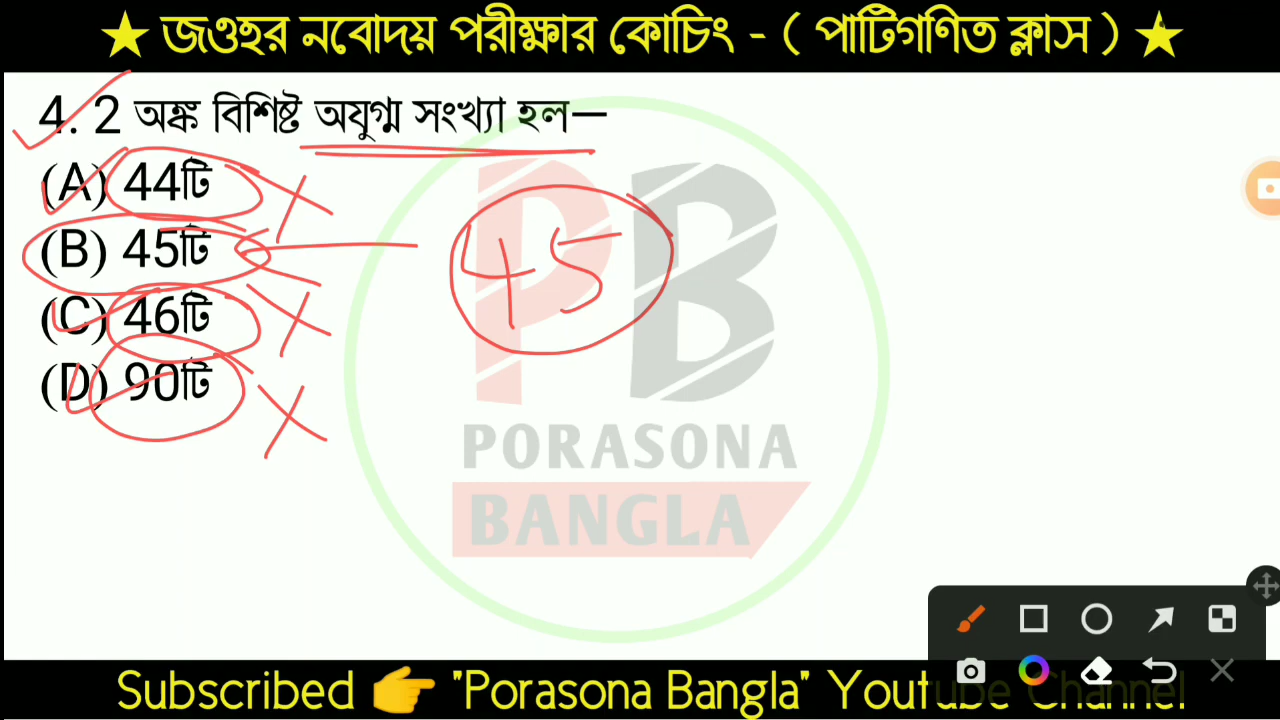 ★ জওহর নবোদয় পরীক্ষার কোচিং - ( পাটিগণিত ক্লাস ) ★
4. 2 অঙ্ক বিশিষ্ট অযুগ্ম সংখ্যা হল—
(A) 44টি
(B) 45টি
(C) 46টি
(D) 90টি
45
PB
PORASONA
BANGLA
Subscribed 👉 "Porasona Bangla" Youtube Channel